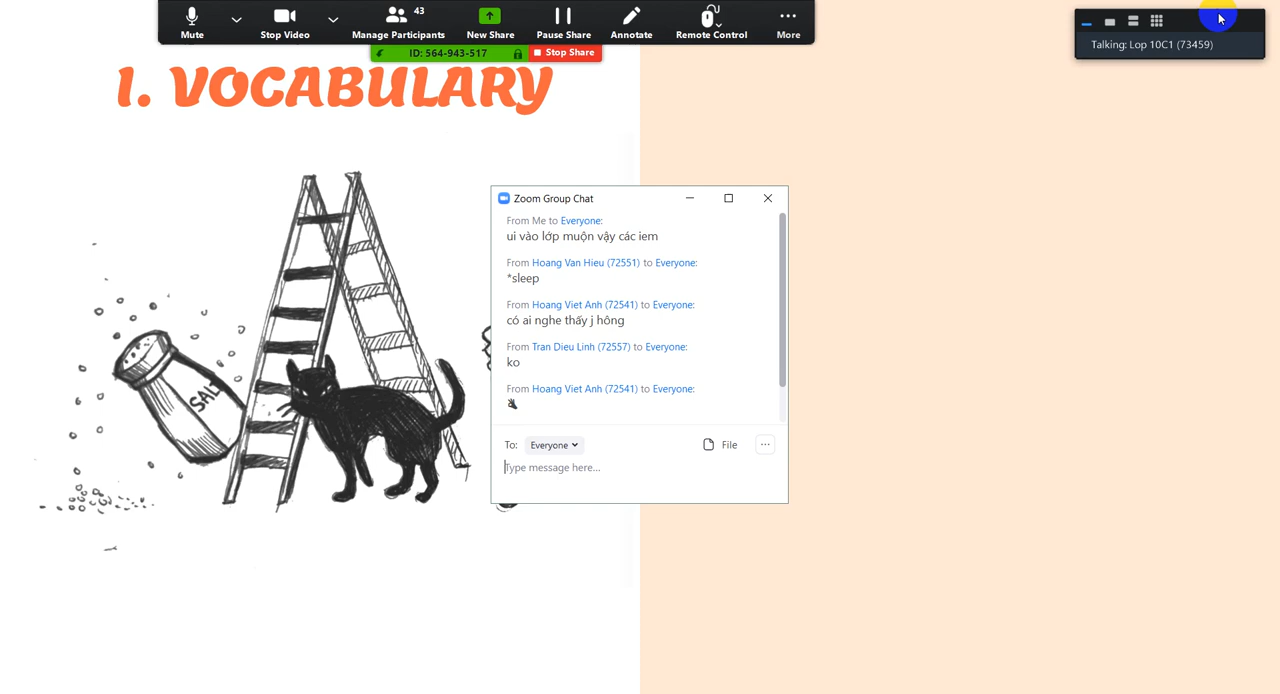 Mute
Stop Video
Manage Participants
43
New Share
Pause Share
Annotate
Remote Control
More
ID: 564-943-517
Stop Share
Talking: Lop 10C1 (73459)
1. VOCABULARY
SALT
Zoom Group Chat
From Me to Everyone:
ui vào lớp muộn vậy các iem
From Hoang Van Hieu (72551) to Everyone:
*sleep
From Hoang Viet Anh (72541) to Everyone:
có ai nghe thấy j hông
From Tran Dieu Linh (72557) to Everyone:
ko
From Hoang Viet Anh (72541) to Everyone:
To: Everyone
File
Type message here...